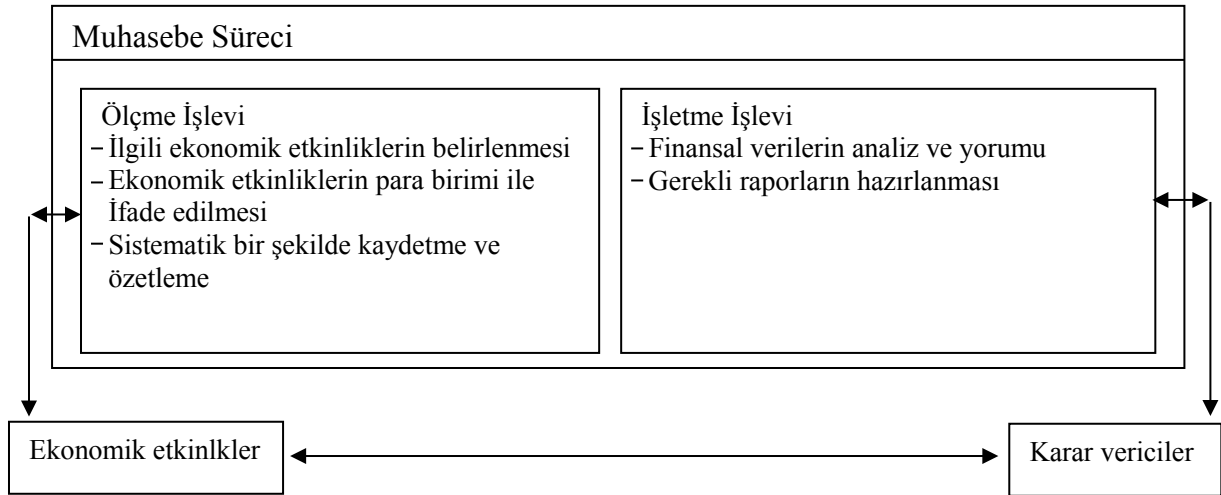 Muhasebe Süreci
Ölçme İşlevi
– İlgili ekonomik etkinliklerin belirlenmesi
– Ekonomik etkinliklerin para birimi ile
İfade edilmesi
– Sistematik bir şekilde kaydetme ve
özetleme
İşletme İşlevi
– Finansal verilerin analiz ve yorumu
– Gerekli raporların hazırlanması
Ekonomik etkinlkler
Karar vericiler